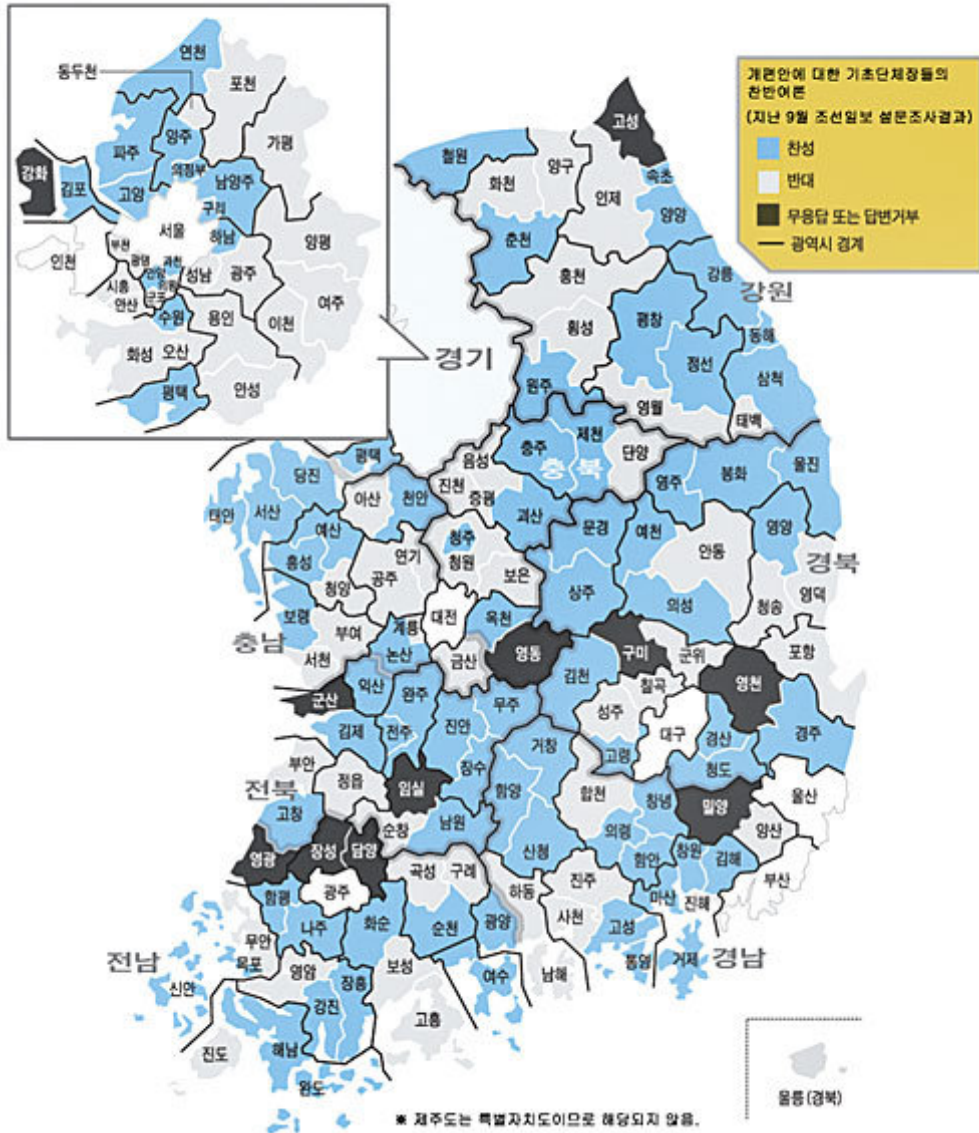 개편안에 대한 기초단체장들의
찬반여론
(지난 9월 조선일보 설문조사결과)
찬성
반대
무응답 또는 답변거부
광역시 경계
연천
동두천
포천
양주
가평
파주
의정부
강화
김포
고양
남양주
구리
서울
하남
양평
인천
부천
광명
과천
안양
의왕
성남
광주
시흥
군포
안산
수원
용인
이천
여주
화성
오산
평택
안성
고성
철원
양구
속초
화천
인제
양양
춘천
강릉
홍천
강원
평창
횡성
동해
정선
경기
삼척
원주
영월
태백
제천
충주
단양
충북
음성
평택
영주
봉화
울진
진천
당진
증평
아산
천안
괴산
태안
서산
문경
예천
영양
예산
청주
안동
연기
청원
홍성
보은
경북
공주
청양
상주
의성
영덕
청송
대전
옥천
보령
계룡
부여
충남
논산
금산
영동
구미
군위
포항
서천
김천
영천
익산
완주
칠곡
군산
무주
성주
대구
경산
경주
김제
전주
진안
거창
고령
청도
부안
장수
정읍
임실
함양
합천
창녕
울산
전북
밀양
고창
순창
남원
의령
양산
영광
장성
담양
산청
함안
창원
김해
곡성
구례
하동
진주
부산
광주
함평
마산
진해
사천
나주
화순
순천
광양
고성
무안
목포
전남
보성
통영
거제
경남
영암
장흥
여수
남해
신안
강진
고흥
진도
해남
완도
울릉(경북)
※ 제주도는 특별자치도이므로 해당되지 않음.